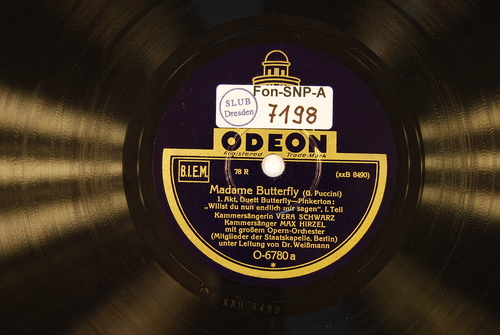 Fon-SNP-A
SLUB
Dresden
7198
ODEON
Registered Trade Mark
B.I.E.M. 78 R (xxB 8490)
Madame Butterfly (G. Puccini)
1. Akt, Duett Butterfly—Pinkerton:
„Willst du nun endlich mir sagen“, I. Teil
Kammersängerin VERA SCHWARZ
Kammersänger MAX HIRZEL
mit großem Opern-Orchester
(Mitglieder der Staatskapelle, Berlin)
unter Leitung von Dr. Weißmann
O-6780 a
*
XXB 8490